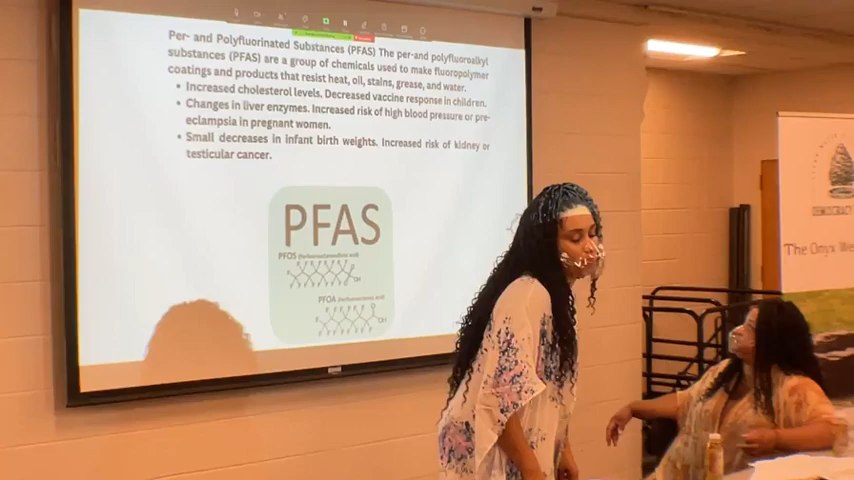 Per- and Polyfluorinated Substances (PFAS) The per-and polyfluoroalkyl
substances (PFAS) are a group of chemicals used to make fluoropolymer
coatings and products that resist heat, oil, stains, grease, and water.
• Increased cholesterol levels. Decreased vaccine response in children.
• Changes in liver enzymes. Increased risk of high blood pressure or pre-
eclampsia in pregnant women.
• Small decreases in infant birth weights. Increased risk of kidney or
testicular cancer.
PFAS
PFOS
PFOA
DEMOCRACY
The Onyx We